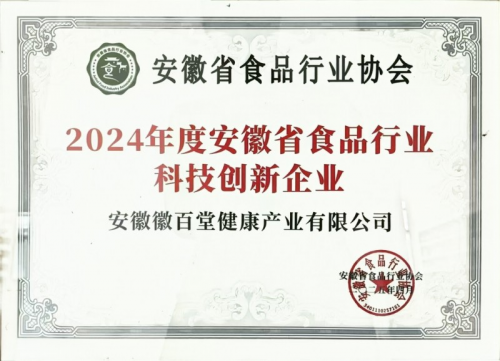 安徽省食品行业协会
2024年度安徽省食品行业
科技创新企业
安徽徽百堂健康产业有限公司
安徽省食品行业协会